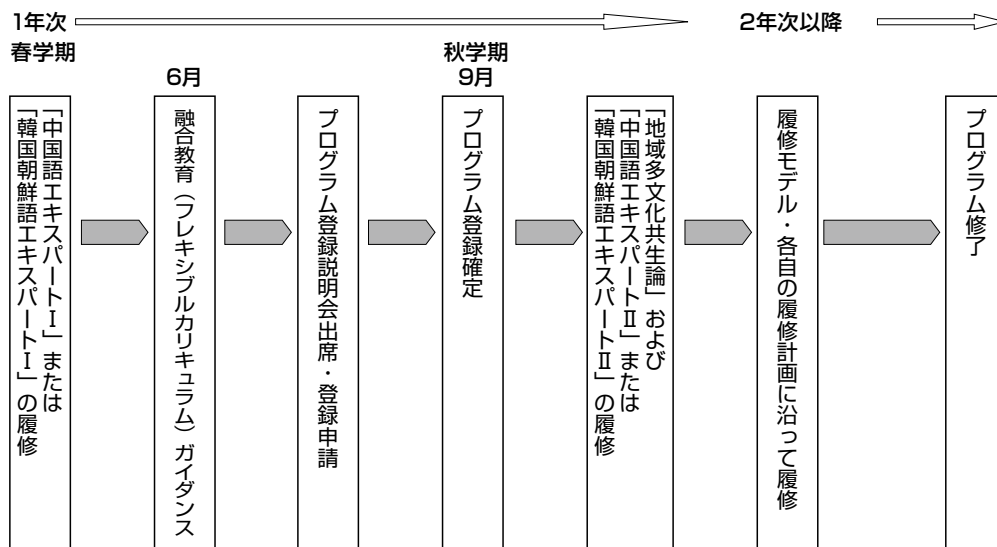 1年次
2年次以降
春学期
秋学期
6月
9月
「中国語エキスパートⅠ」または
「韓国朝鮮語エキスパートⅠ」の履修
融合教育（フレキシブルカリキュラム）ガイダンス
プログラム登録説明会出席・登録申請
プログラム登録確定
「地域多文化共生論」および
「中国語エキスパートⅡ」または
「韓国朝鮮語エキスパートⅡ」の履修
履修モデル・各自の履修計画に沿って履修
プログラム修了